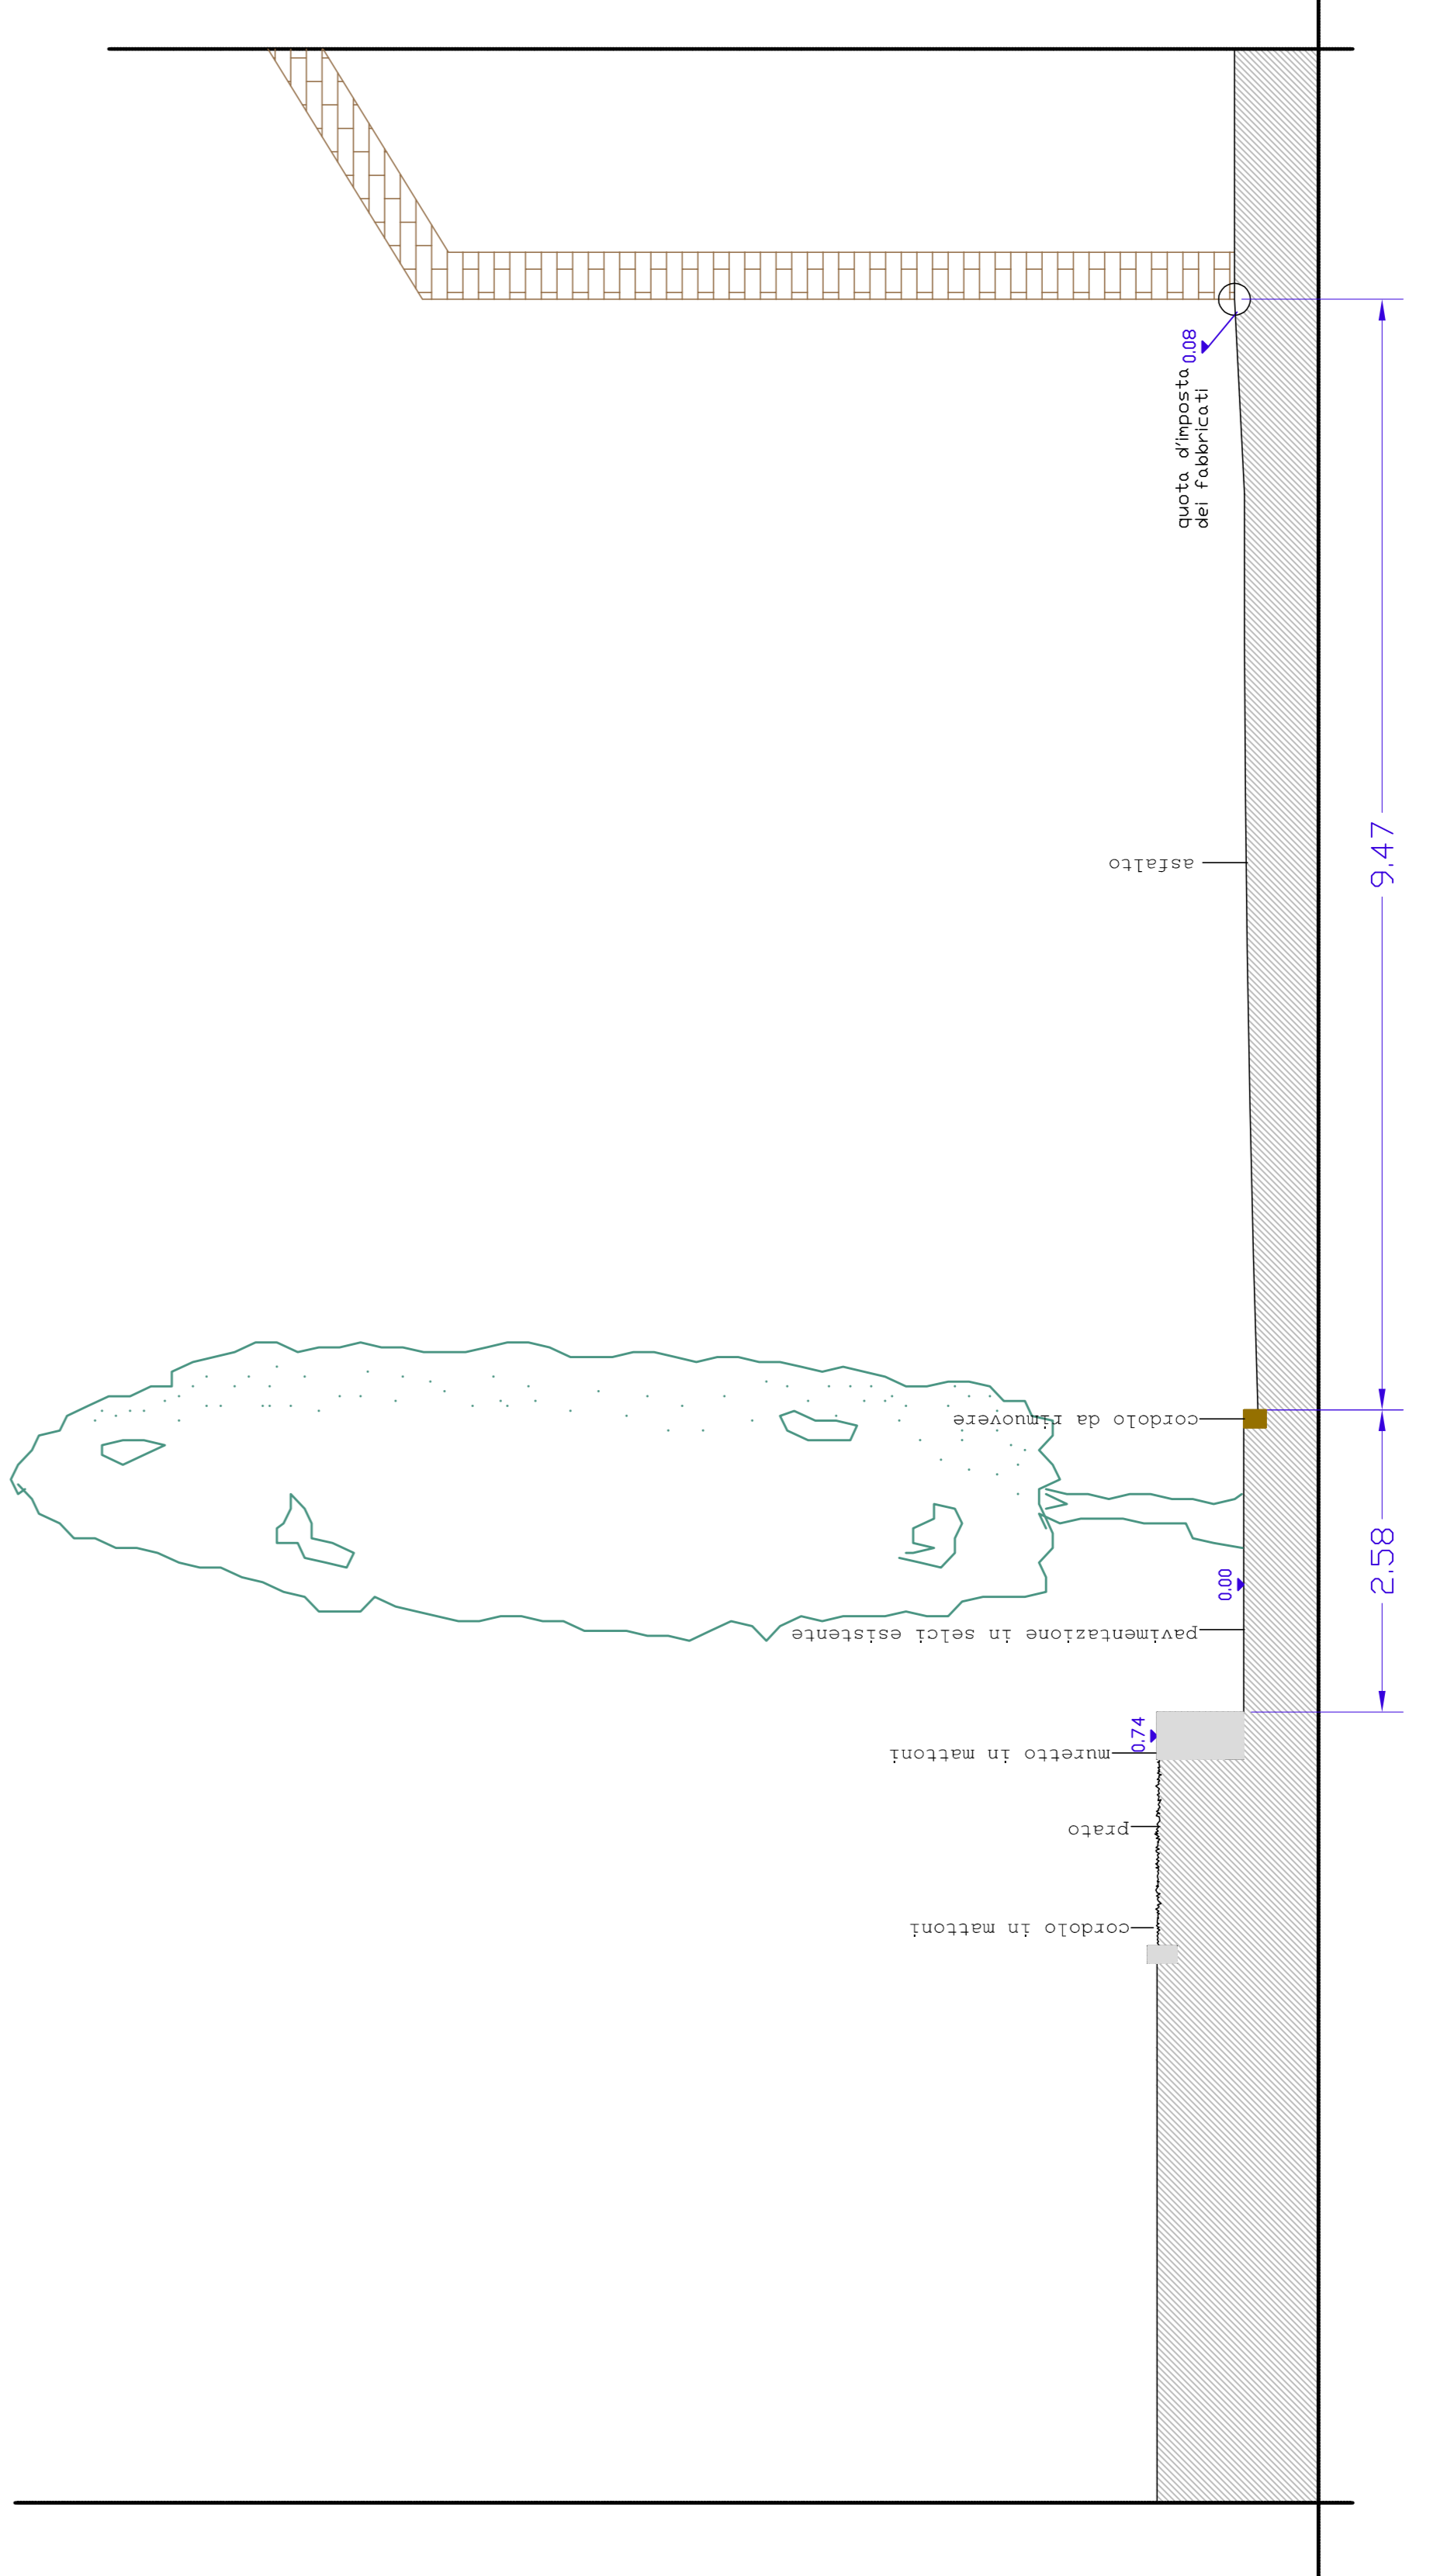 0.08
quota d'imposta
dei fabbricati
asfalto
9.47
cordolo da rimuovere
0.00
2.58
pavimentazione in selci esistente
0.74
muretto in mattoni
prato
cordolo in mattoni